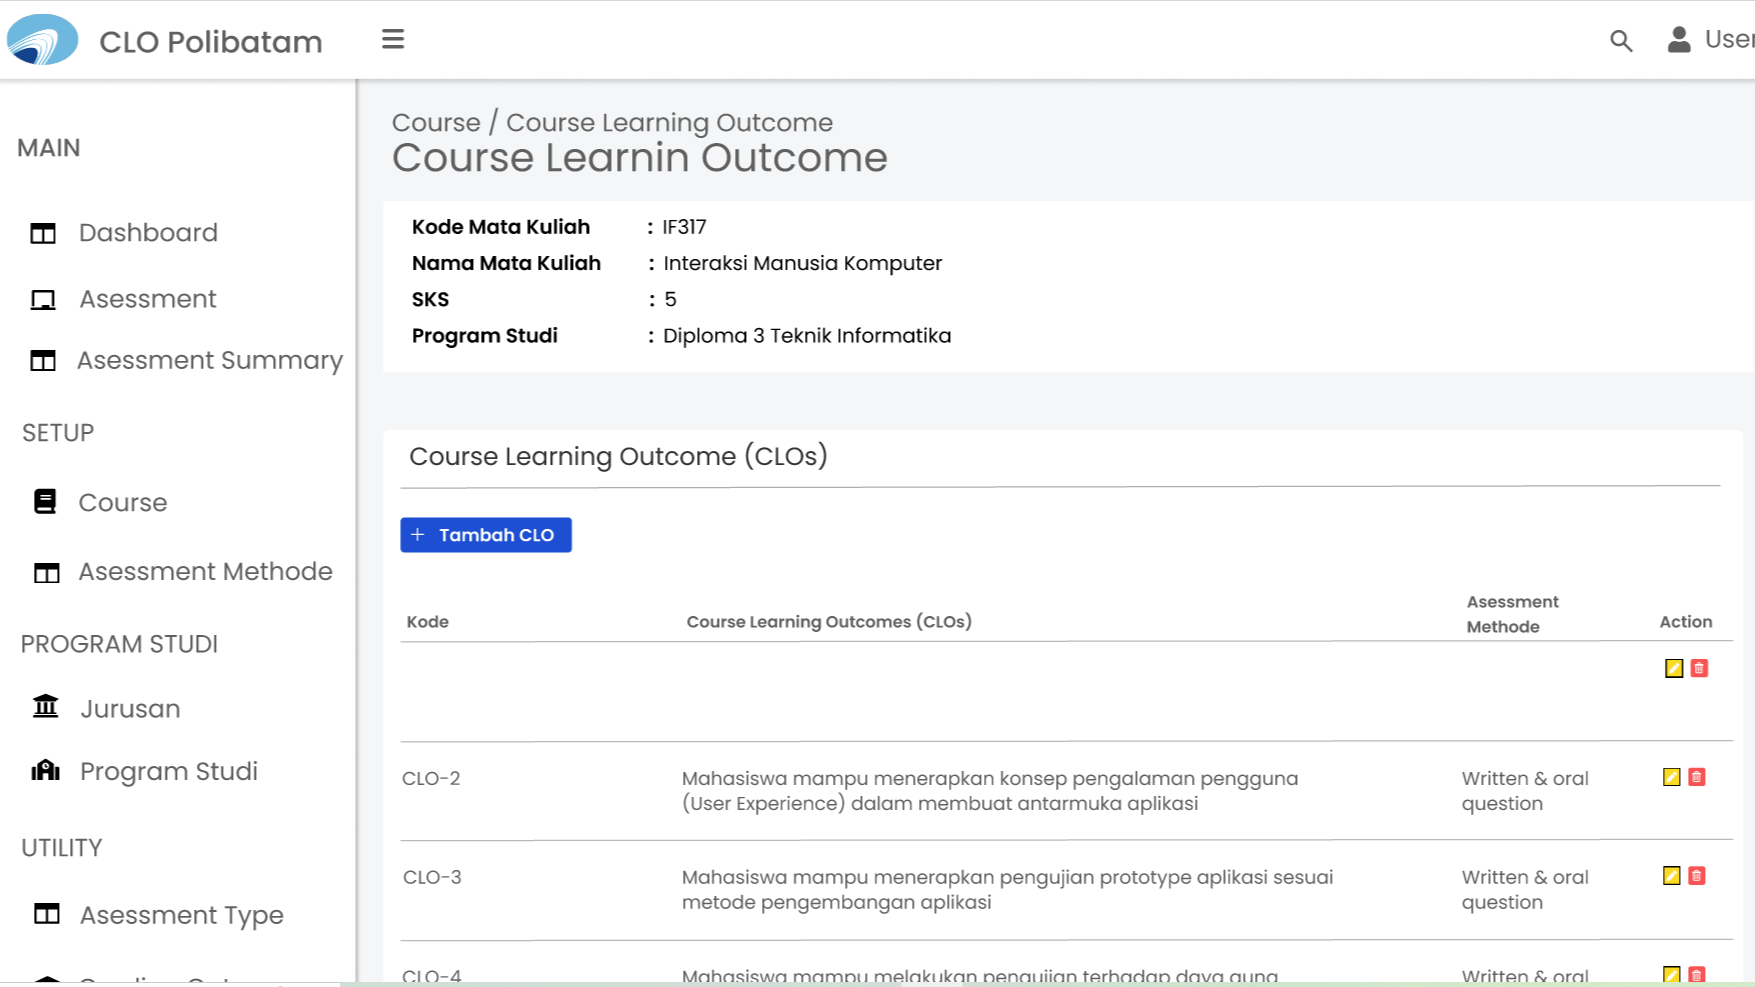 CLO Polibatam
User
MAIN
Dashboard
Asessment
Asessment Summary
SETUP
Course
Asessment Methode
PROGRAM STUDI
Jurusan
Program Studi
UTILITY
Asessment Type
Course / Course Learning Outcome
Course Learnin Outcome
Kode Mata Kuliah : IF317
Nama Mata Kuliah : Interaksi Manusia Komputer
SKS : 5
Program Studi : Diploma 3 Teknik Informatika
Course Learning Outcome (CLOs)
+ Tambah CLO
Kode Course Learning Outcomes (CLOs) Asessment Methode Action
CLO-2 Mahasiswa mampu menerapkan konsep pengalaman pengguna Written & oral
(User Experience) dalam membuat antarmuka aplikasi question
CLO-3 Mahasiswa mampu menerapkan pengujian prototype aplikasi sesuai Written & oral
metode pengembangan aplikasi question
CLO-4 Mahasiswa mampu melakukan pengujian terhadap daya guna Written & oral